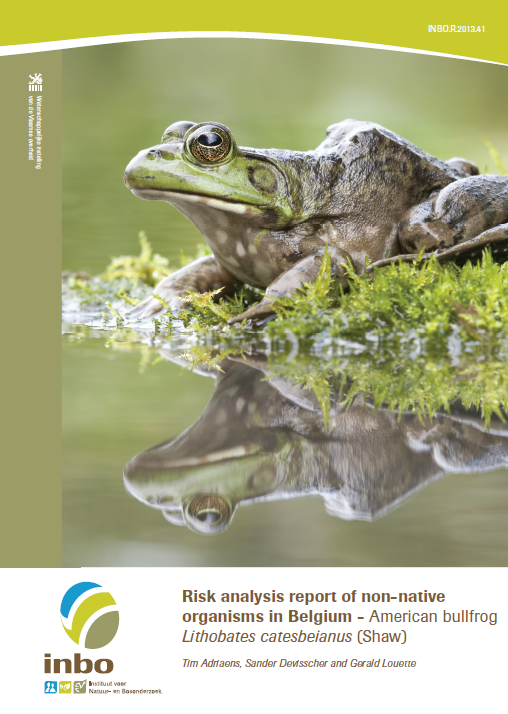 INBO.R.2013.41
Wetenschappelijke instelling
van de Vlaamse overheid
Risk analysis report of non-native
organisms in Belgium - American bullfrog
Lithobates catesbeianus (Shaw)
Tim Adriaens, Sander Devisscher and Gerald Louette
inbo
Instituut voor
Natuur- en Bosonderzoek